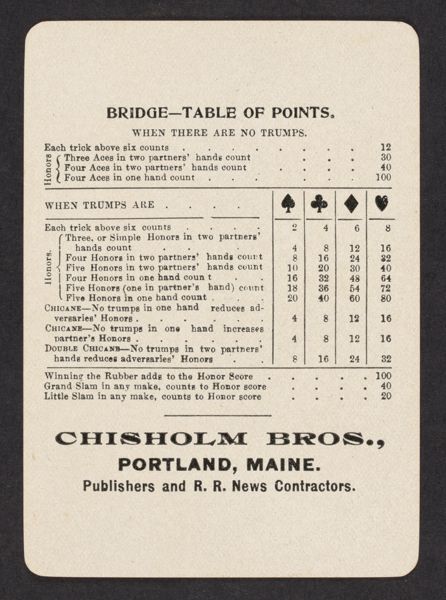 BRIDGE—TABLE OF POINTS.
WHEN THERE ARE NO TRUMPS.
Each trick above six counts . . . . . . . . 12
Honors
Three Aces in two partners' hands count . . . 30
Four Aces in two partners' hands count . . . . 40
Four Aces in one hand count . . . . . . 100
WHEN TRUMPS ARE . . . . ♠ ♣ ♦ ♥
Each trick above six counts . . . . 2 4 6 8
Honors.
Three, or Simple Honors in two partners'
hands count . . . 4 8 12 16
Four Honors in two partners' hands count 8 16 24 32
Five Honors in two partners' hands count 10 20 30 40
Four Honors in one hand count . . 16 32 48 64
Five Honors (one in partner's hand) count 18 36 54 72
Five Honors in one hand count . . . 20 40 60 80
CHICANE—No trumps in one hand reduces ad-
versaries' Honors . . . . . . 4 8 12 16
CHICANE—No trumps in one hand increases
partner's Honors . . . . . . 4 8 12 16
DOUBLE CHICANE—No trumps in two partners'
hands reduces adversaries' Honors . . 8 16 24 32
Winning the Rubber adds to the Honor Score . . . . . 100
Grand Slam in any make, counts to Honor score . . . . 40
Little Slam in any make, counts to Honor score . . . . 20
CHISHOLM BROS.,
PORTLAND, MAINE.
Publishers and R. R. News Contractors.